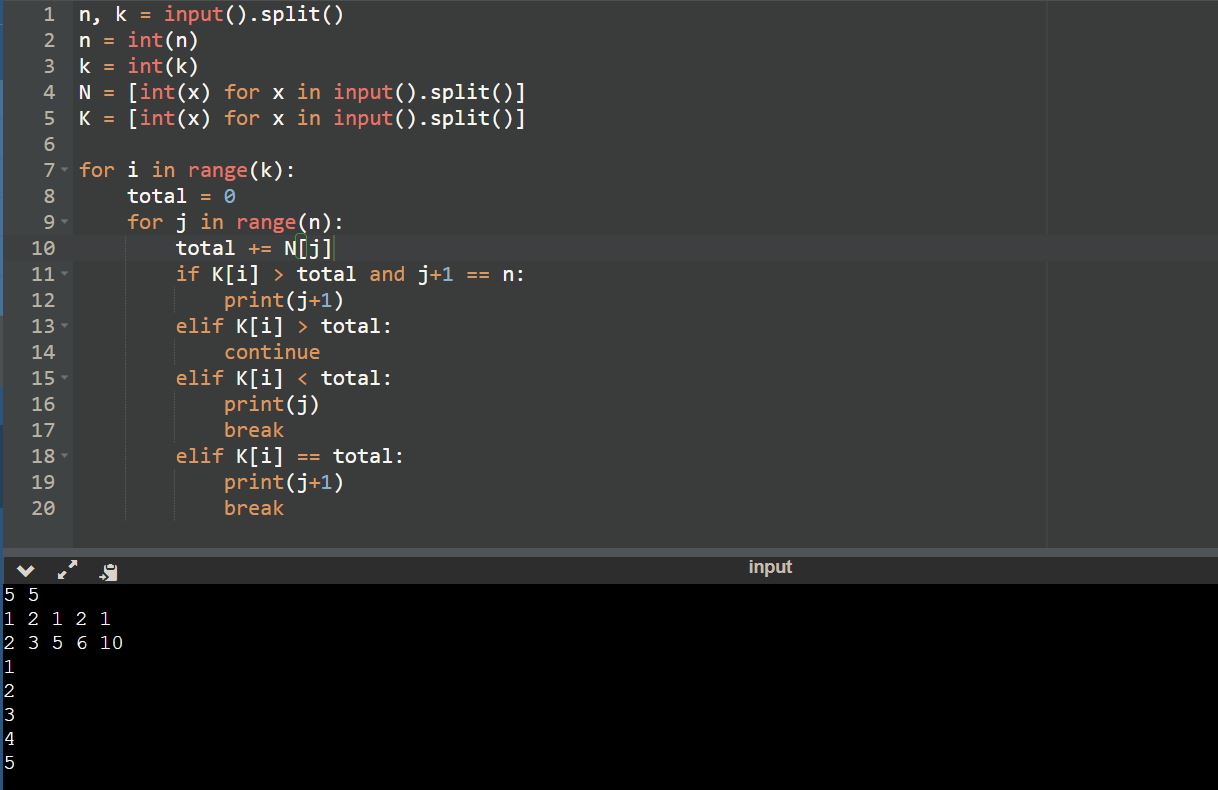 1 n, k = input().split()
2 n = int(n)
3 k = int(k)
4 N = [int(x) for x in input().split()]
5 K = [int(x) for x in input().split()]
6
7 for i in range(k):
8     total = 0
9     for j in range(n):
10         total += N[j]
11         if K[i] > total and j+1 == n:
12             print(j+1)
13         elif K[i] > total:
14             continue
15         elif K[i] < total:
16             print(j)
17             break
18         elif K[i] == total:
19             print(j+1)
20             break
input
5 5
1 2 1 2 1
2 3 5 6 10
1
2
3
4
5